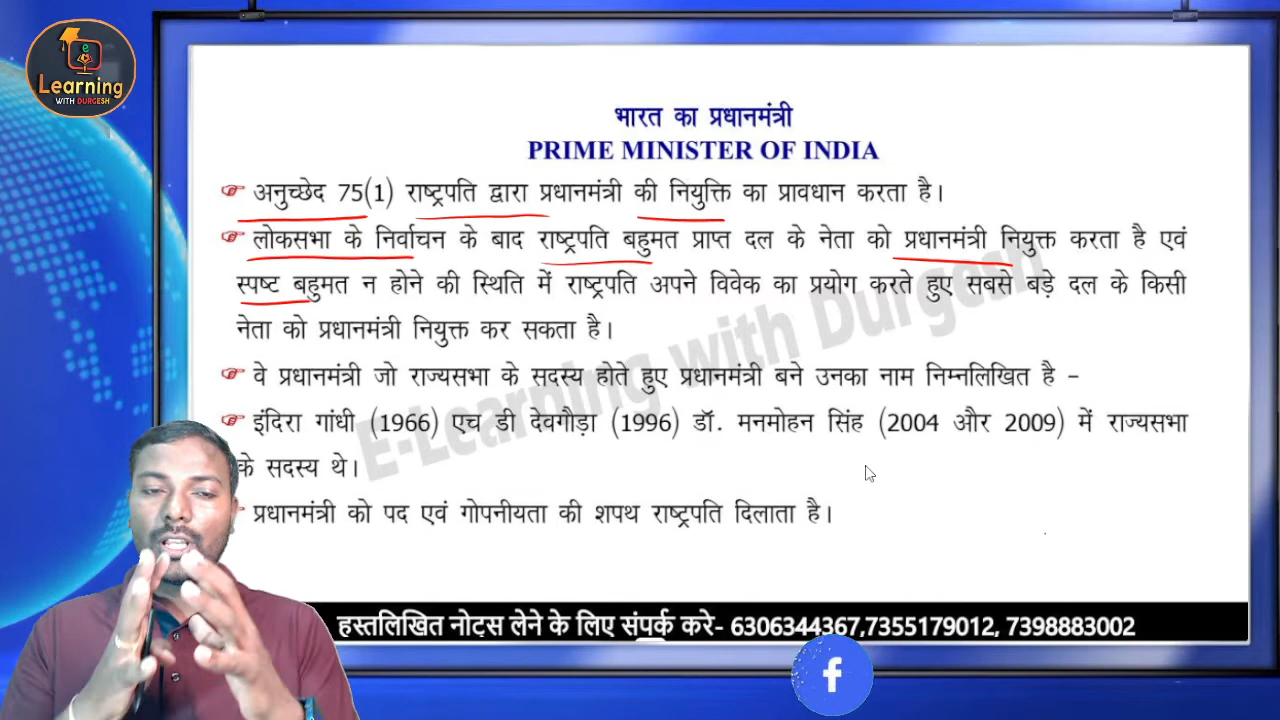 e
Learning
WITH DURGESH
भारत का प्रधानमंत्री
PRIME MINISTER OF INDIA
अनुच्छेद 75(1) राष्ट्रपति द्वारा प्रधानमंत्री की नियुक्ति का प्रावधान करता है।
लोकसभा के निर्वाचन के बाद राष्ट्रपति बहुमत प्राप्त दल के नेता को प्रधानमंत्री नियुक्त करता है एवं
स्पष्ट बहुमत न होने की स्थिति में राष्ट्रपति अपने विवेक का प्रयोग करते हुए सबसे बड़े दल के किसी
नेता को प्रधानमंत्री नियुक्त कर सकता है।
वे प्रधानमंत्री जो राज्यसभा के सदस्य होते हुए प्रधानमंत्री बने उनका नाम निम्नलिखित है -
इंदिरा गांधी (1966) एच डी देवगौड़ा (1996) डॉ. मनमोहन सिंह (2004 और 2009) में राज्यसभा
के सदस्य थे।
प्रधानमंत्री को पद एवं गोपनीयता की शपथ राष्ट्रपति दिलाता है।
E-Learning with Durgesh
हस्तलिखित नोट्स लेने के लिए संपर्क करे- 6306344367,7355179012, 7398883002
f